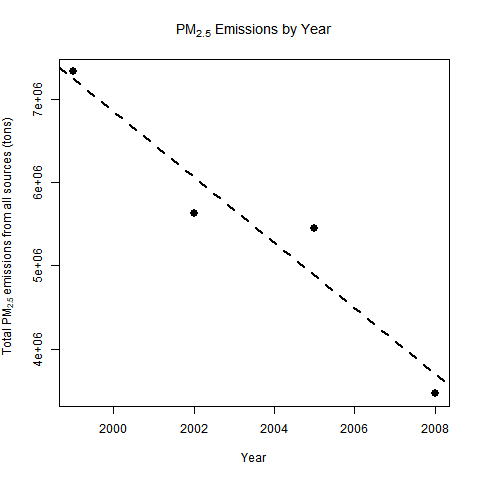 PM2.5 Emissions by Year
Total PM2.5 emissions from all sources (tons)
7e+06
6e+06
5e+06
4e+06
2000 2002 2004 2006 2008
Year